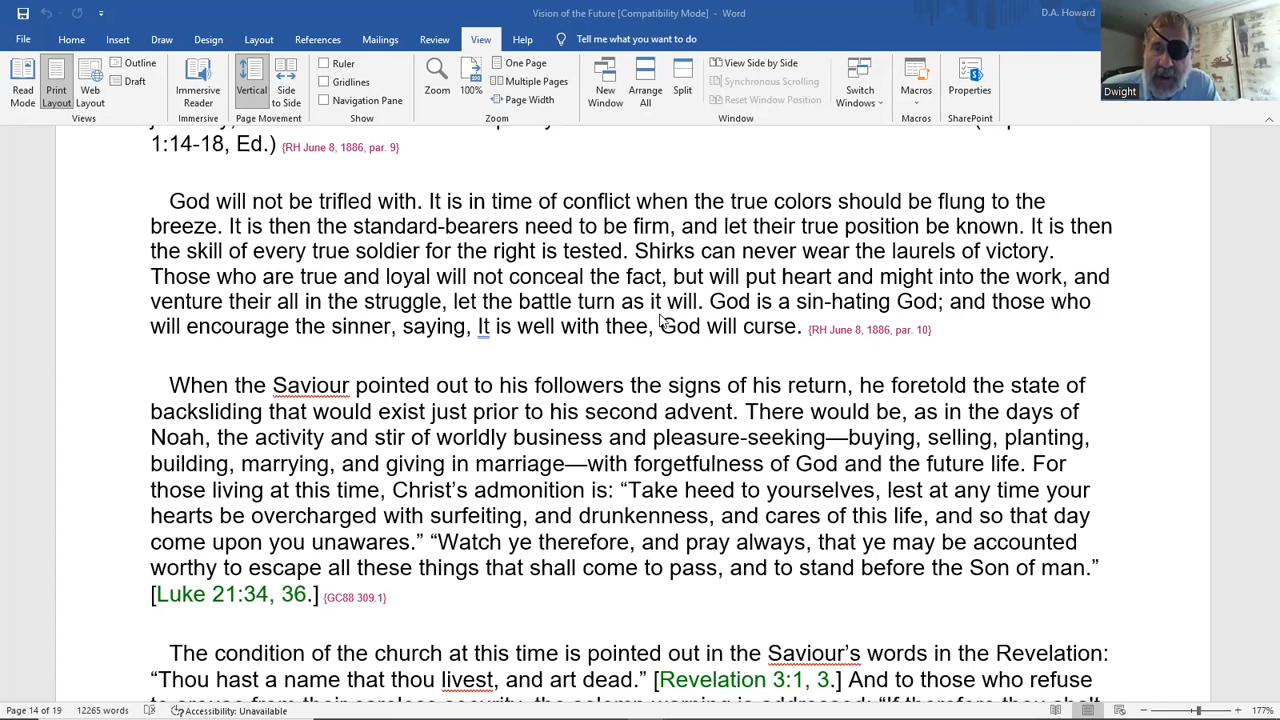 Vision of the Future [Compatibility Mode] - Word
D.A. Howard
File Home Insert Draw Design Layout References Mailings Review View Help Tell me what you want to do
Read Mode
Print Layout
Web Layout
Outline
Draft
Views
Immersive Reader
Immersive
Vertical
Side to Side
Page Movement
Ruler
Gridlines
Navigation Pane
Show
Zoom
100%
One Page
Multiple Pages
Page Width
Zoom
New Window
Arrange All
Split
View Side by Side
Synchronous Scrolling
Reset Window Position
Window
Switch Windows
Macros
Macros
Properties
SharePoint
Dwight
1:14-18, Ed.) {RH June 8, 1886, par. 9}
God will not be trifled with. It is in time of conflict when the true colors should be flung to the
breeze. It is then the standard-bearers need to be firm, and let their true position be known. It is then
the skill of every true soldier for the right is tested. Shirks can never wear the laurels of victory.
Those who are true and loyal will not conceal the fact, but will put heart and might into the work, and
venture their all in the struggle, let the battle turn as it will. God is a sin-hating God; and those who
will encourage the sinner, saying, It is well with thee, God will curse. {RH June 8, 1886, par. 10}
When the Saviour pointed out to his followers the signs of his return, he foretold the state of
backsliding that would exist just prior to his second advent. There would be, as in the days of
Noah, the activity and stir of worldly business and pleasure-seeking—buying, selling, planting,
building, marrying, and giving in marriage—with forgetfulness of God and the future life. For
those living at this time, Christ’s admonition is: “Take heed to yourselves, lest at any time your
hearts be overcharged with surfeiting, and drunkenness, and cares of this life, and so that day
come upon you unawares.” “Watch ye therefore, and pray always, that ye may be accounted
worthy to escape all these things that shall come to pass, and to stand before the Son of man.”
[Luke 21:34, 36.] {GC88 309.1}
The condition of the church at this time is pointed out in the Saviour’s words in the Revelation:
“Thou hast a name that thou livest, and art dead.” [Revelation 3:1, 3.] And to those who refuse
Page 14 of 19 12265 words Accessibility: Unavailable
177%